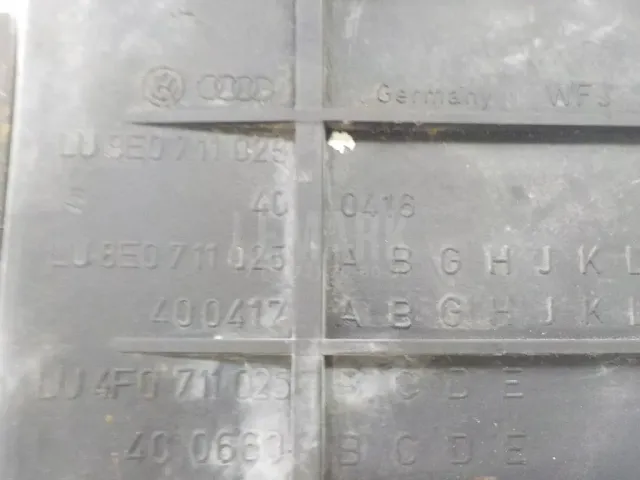 Germany WF3
LU 8E0 711 025
40 0416
LU 8E0 711 025 A B G H J K L
40 0417 A B G H J K
LU 4F0 711 025 B C D E
40 0660 B C D E